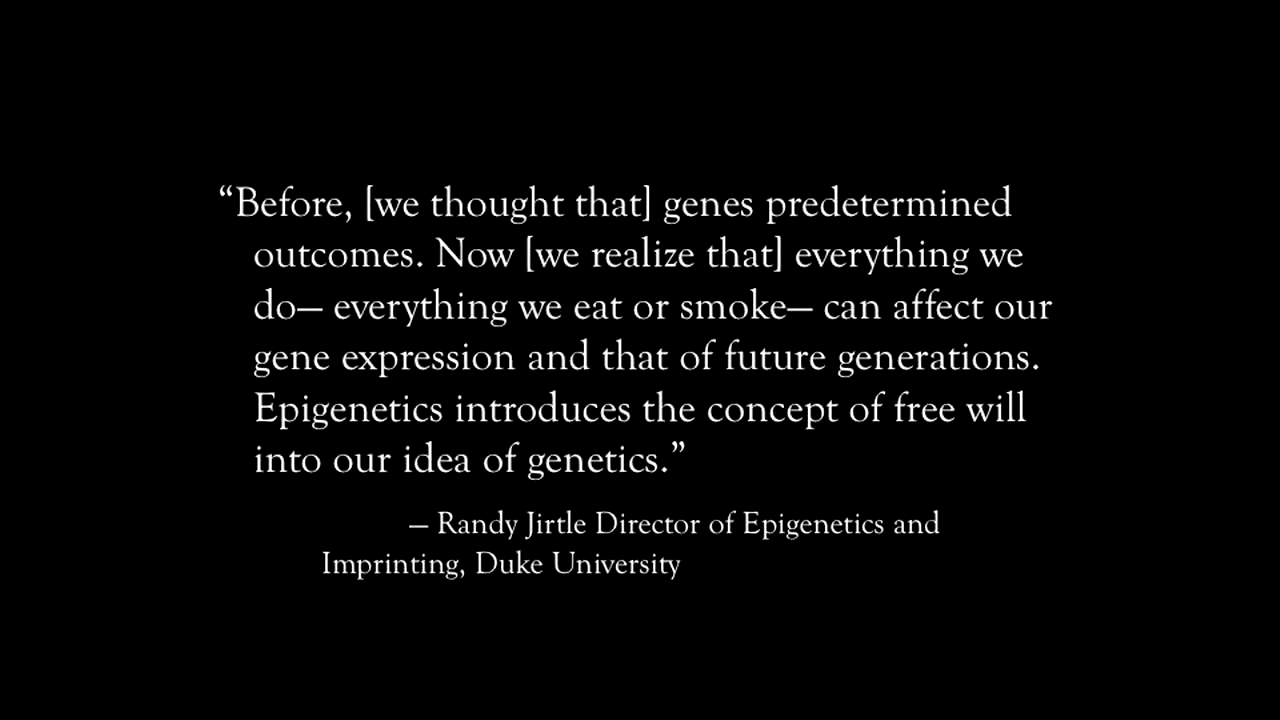 “Before, [we thought that] genes predetermined
outcomes. Now [we realize that] everything we
do— everything we eat or smoke— can affect our
gene expression and that of future generations.
Epigenetics introduces the concept of free will
into our idea of genetics.”
— Randy Jirtle Director of Epigenetics and
Imprinting, Duke University